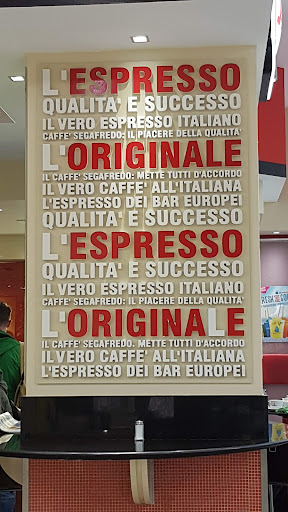 L'ESPRESSO
QUALITA' E SUCCESSO
IL VERO ESPRESSO ITALIANO
CAFFE' SEGAFREDO: IL PIACERE DELLA QUALITA'
L'ORIGINALE
IL CAFFE' SEGAFREDO: METTE TUTTI D'ACCORDO
IL VERO CAFFE' ALL'ITALIANA
L'ESPRESSO DEI BAR EUROPEI
QUALITA' E SUCCESSO
L'ESPRESSO
QUALITA' E SUCCESSO
IL VERO ESPRESSO ITALIANO
CAFFE' SEGAFREDO: IL PIACERE DELLA QUALITA'
L'ORIGINALE
IL CAFFE' SEGAFREDO. METTE TUTTI D'ACCORDO
IL VERO CAFFE' ALL'ITALIANA
L'ESPRESSO DEI BAR EUROPEI